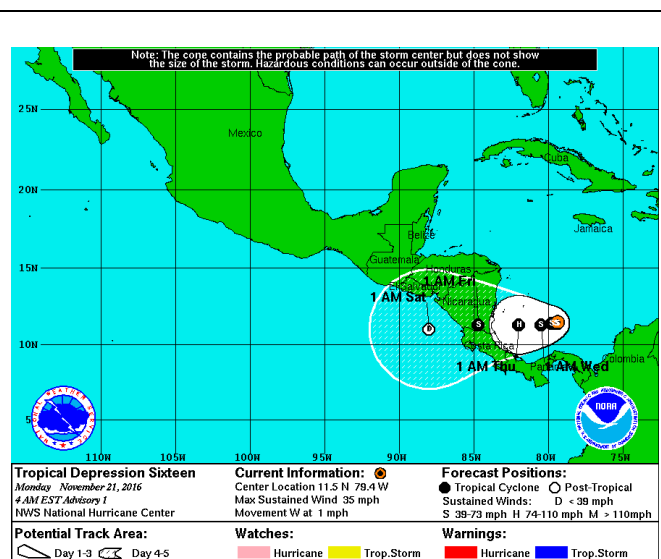 Note: The cone contains the probable path of the storm center but does not show
the size of the storm. Hazardous conditions can occur outside of the cone.
25N
Mexico
Cuba
20N
Jamaica
Belize
Guatemala
15N
Honduras
1 AM Fri
El Salvador
1 AM Sat
Nicaragua
D
S
H
S
10N
Costa Rica
Colombia
1 AM Thu
Panama
1 AM Wed
NATIONAL WEATHER SERVICE
NOAA
5
110W 105W 100W 95W 90W 85W 80W 75W
Tropical Depression Sixteen
Monday November 21, 2016
4 AM EST Advisory 1
NWS National Hurricane Center
Current Information:
Center Location 11.5 N 79.4 W
Max Sustained Wind 35 mph
Movement W at 1 mph
Forecast Positions:
Tropical Cyclone Post-Tropical
Sustained Winds: D < 39 mph
S 39-73 mph H 74-110 mph M > 110mph
Potential Track Area:
Day 1-3 Day 4-5
Watches:
Hurricane Trop.Storm
Warnings:
Hurricane Trop.Storm